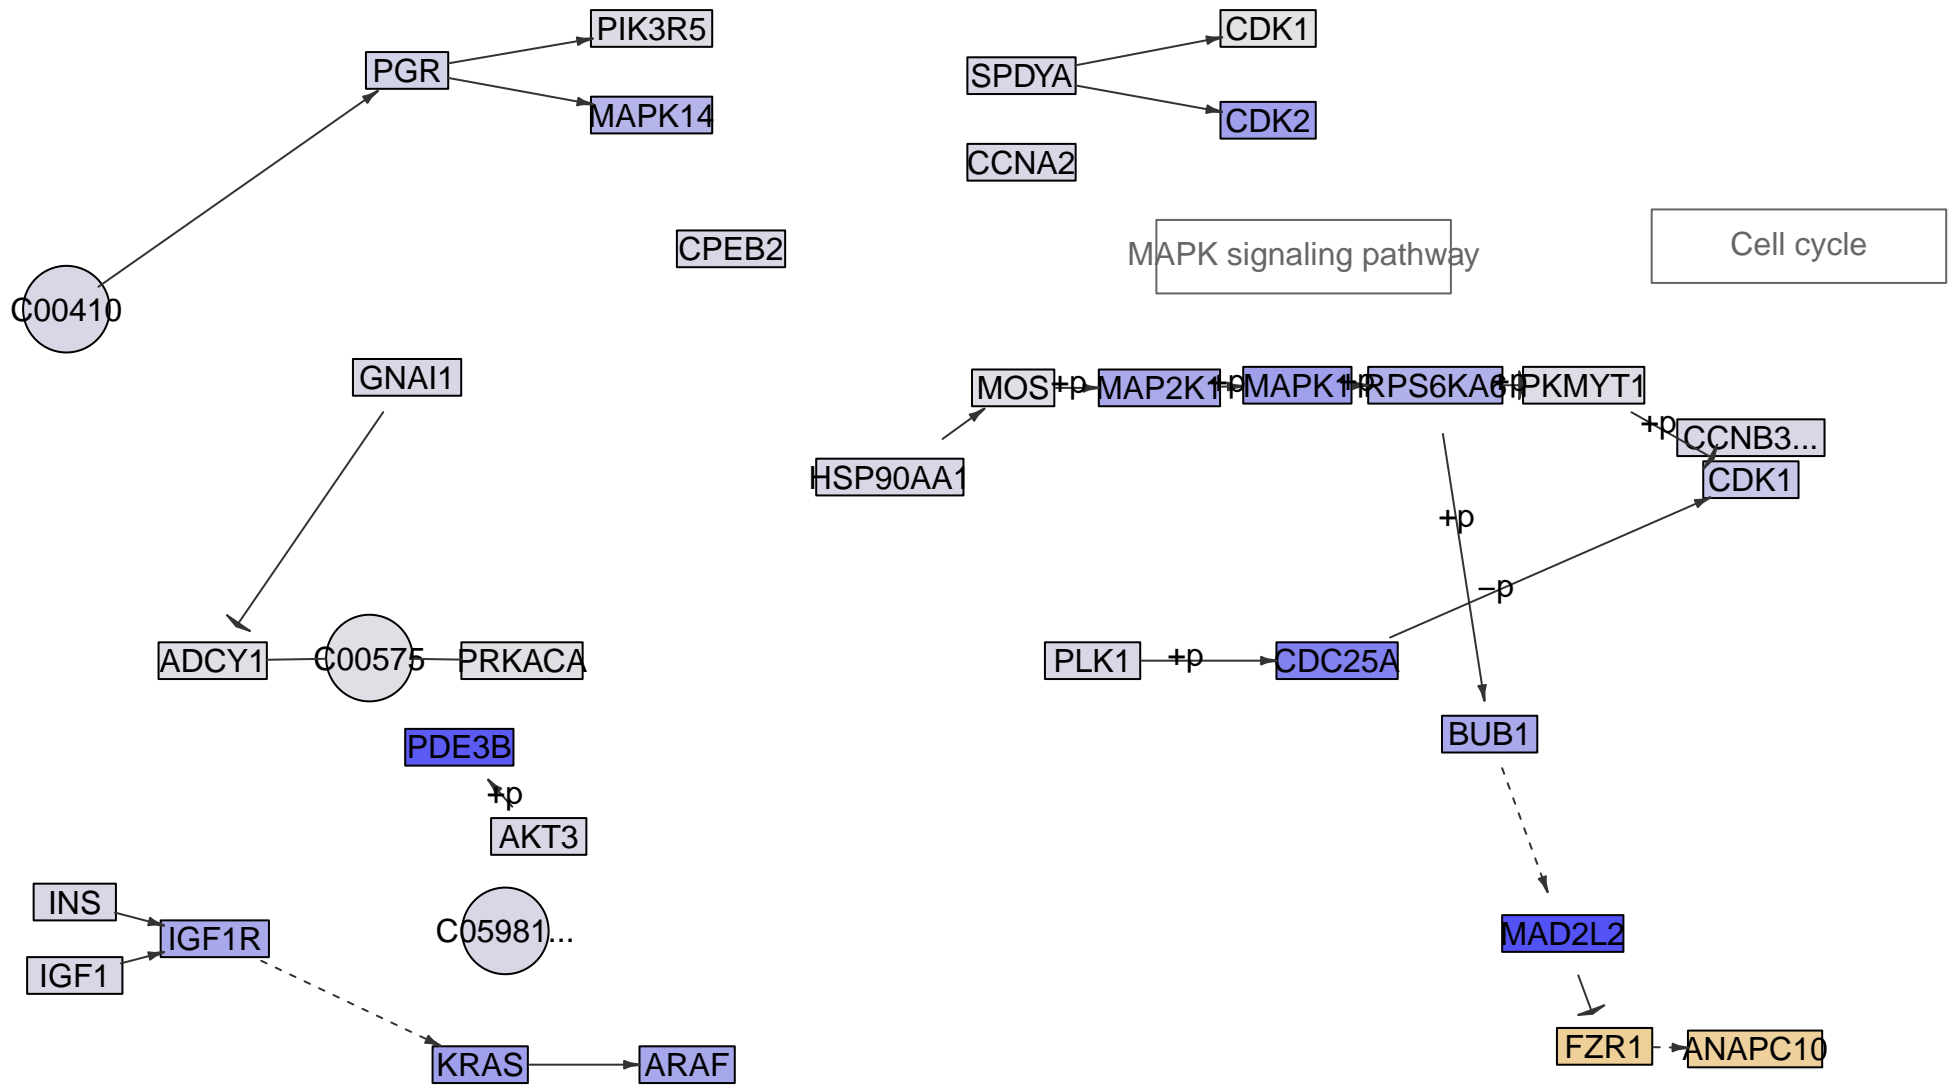 PIK3R5
CDK1
PGR
SPDYA
MAPK14
CDK2
CCNA2
CPEB2
MAPK signaling pathway
Cell cycle
C00410
GNAI1
MOS
+p
MAP2K1
+p
MAPK1
+p
RPS6KA6
+p
PKMYT1
+p
CCNB3...
HSP90AA1
CDK1
+p
−p
ADCY1
C00575
PRKACA
PLK1
+p
CDC25A
BUB1
PDE3B
+p
AKT3
INS
IGF1R
C05981...
MAD2L2
IGF1
FZR1
ANAPC10
KRAS
ARAF